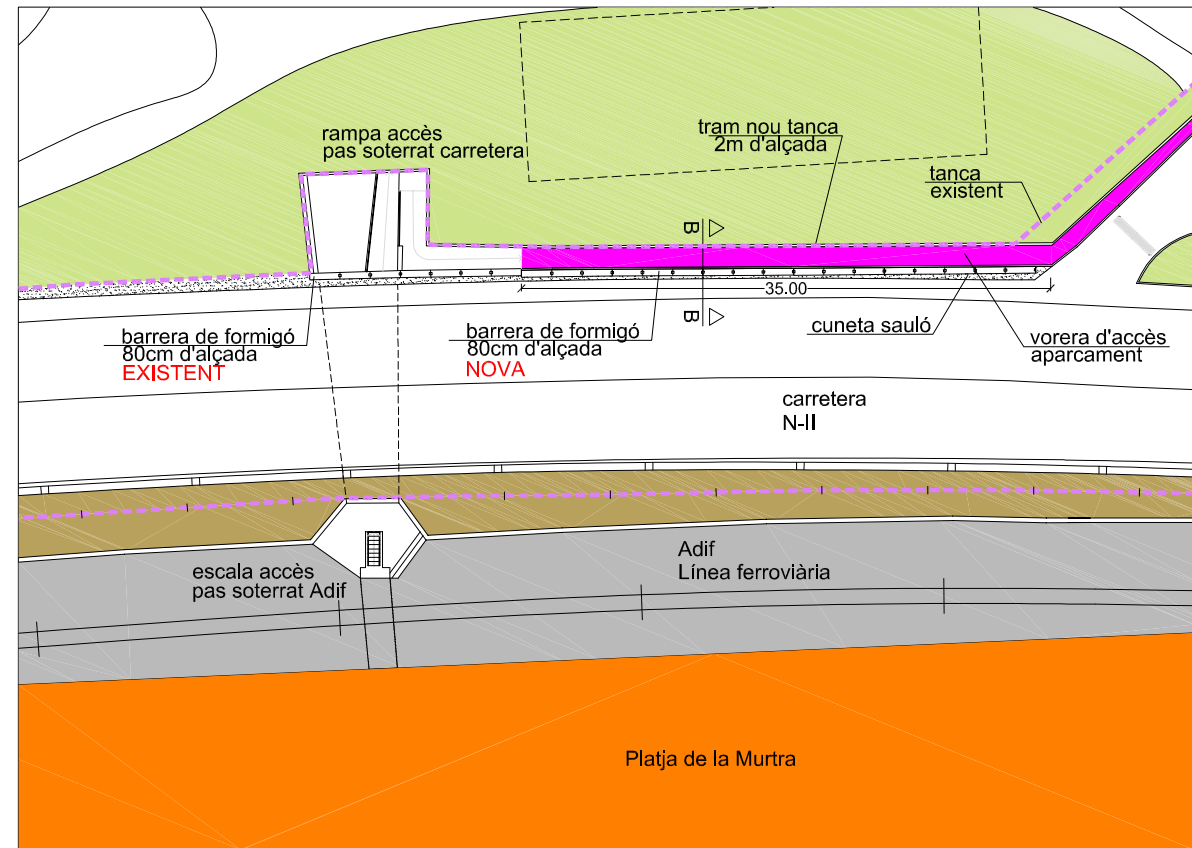 rampa accès
pas soterrat carretera
tram nou tanca
2m d'alçada
tanca
existent
B
B
35.00
barrera de formigó
80cm d'alçada
EXISTENT
barrera de formigó
80cm d'alçada
NOVA
cuneta sauló
vorera d'accès
aparcament
carretera
N-II
escala accès
pas soterrat Adif
Adif
Línea ferroviària
Platja de la Murtra